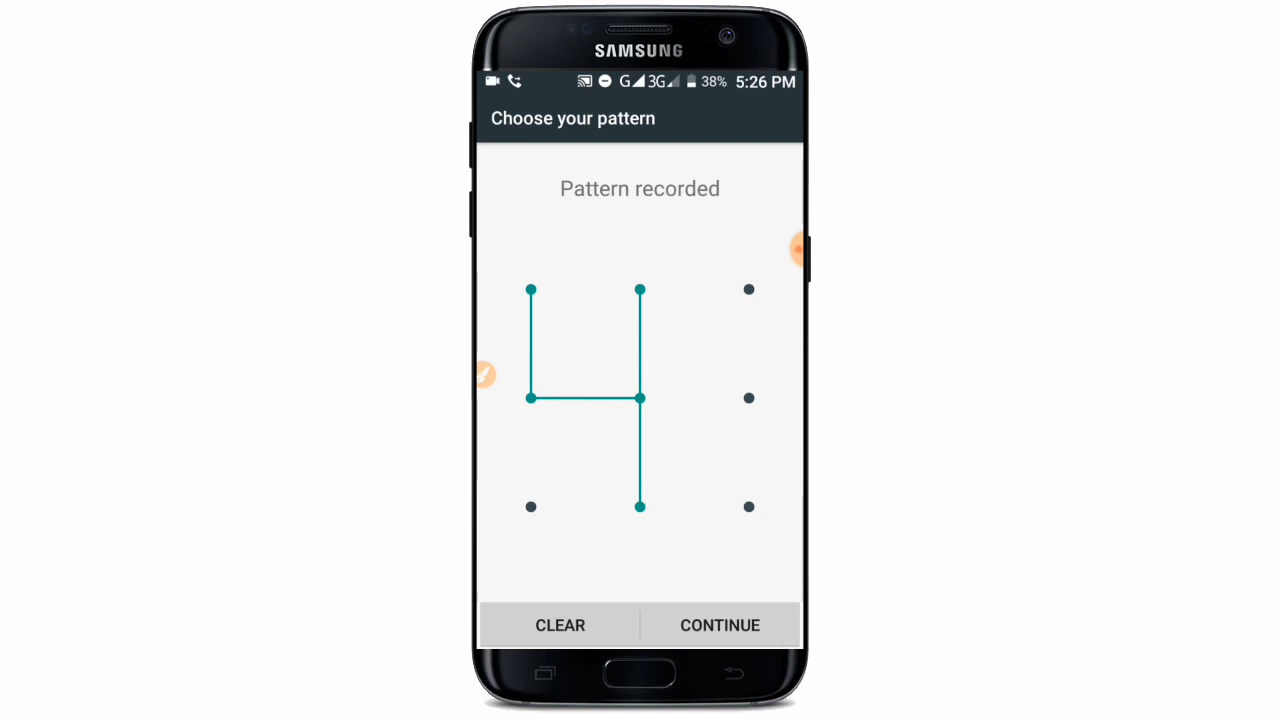 SAMSUNG
G 3G 38% 5:26 PM
Choose your pattern
Pattern recorded
CLEAR CONTINUE